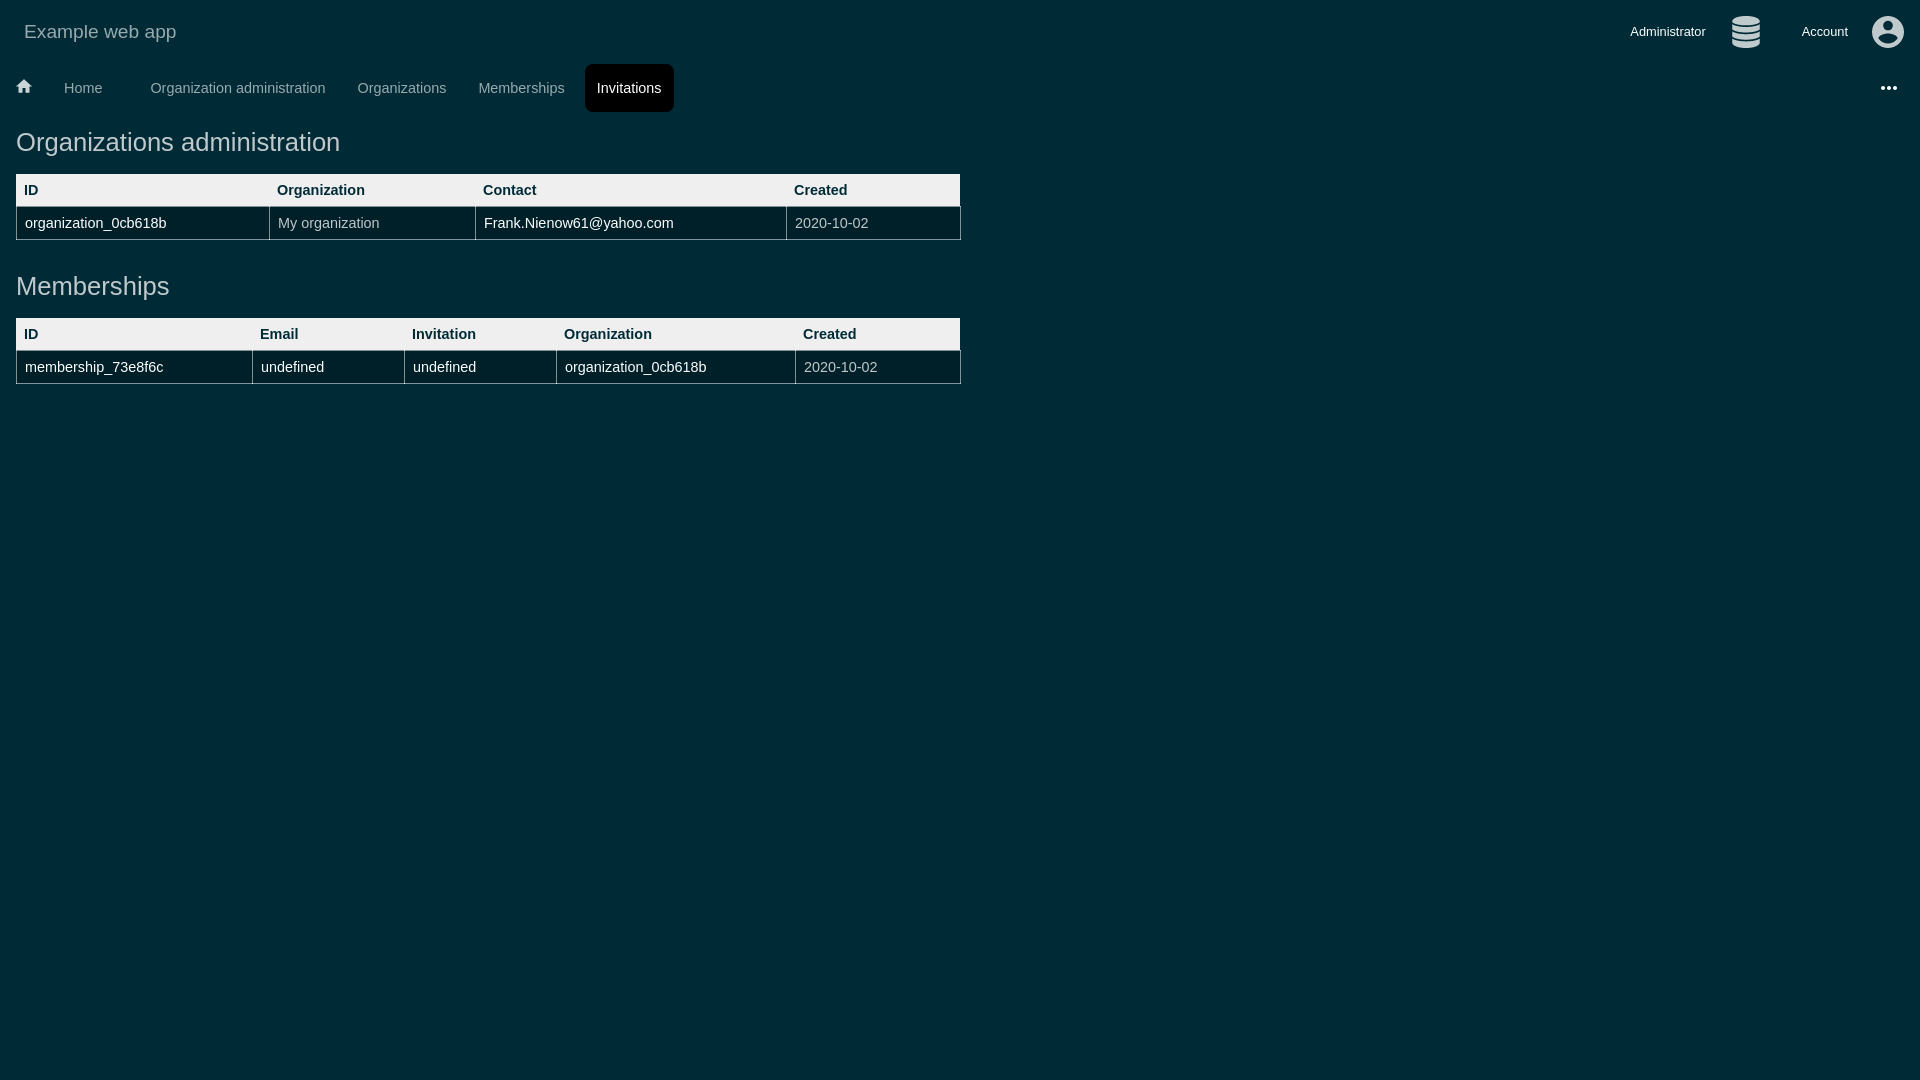 Example web app
Administrator
Account
Home
Organization administration
Organizations
Memberships
Invitations
Organizations administration
ID Organization Contact Created
organization_0cb618b My organization Frank.Nienow61@yahoo.com 2020-10-02
Memberships
ID Email Invitation Organization Created
membership_73e8f6c undefined undefined organization_0cb618b 2020-10-02